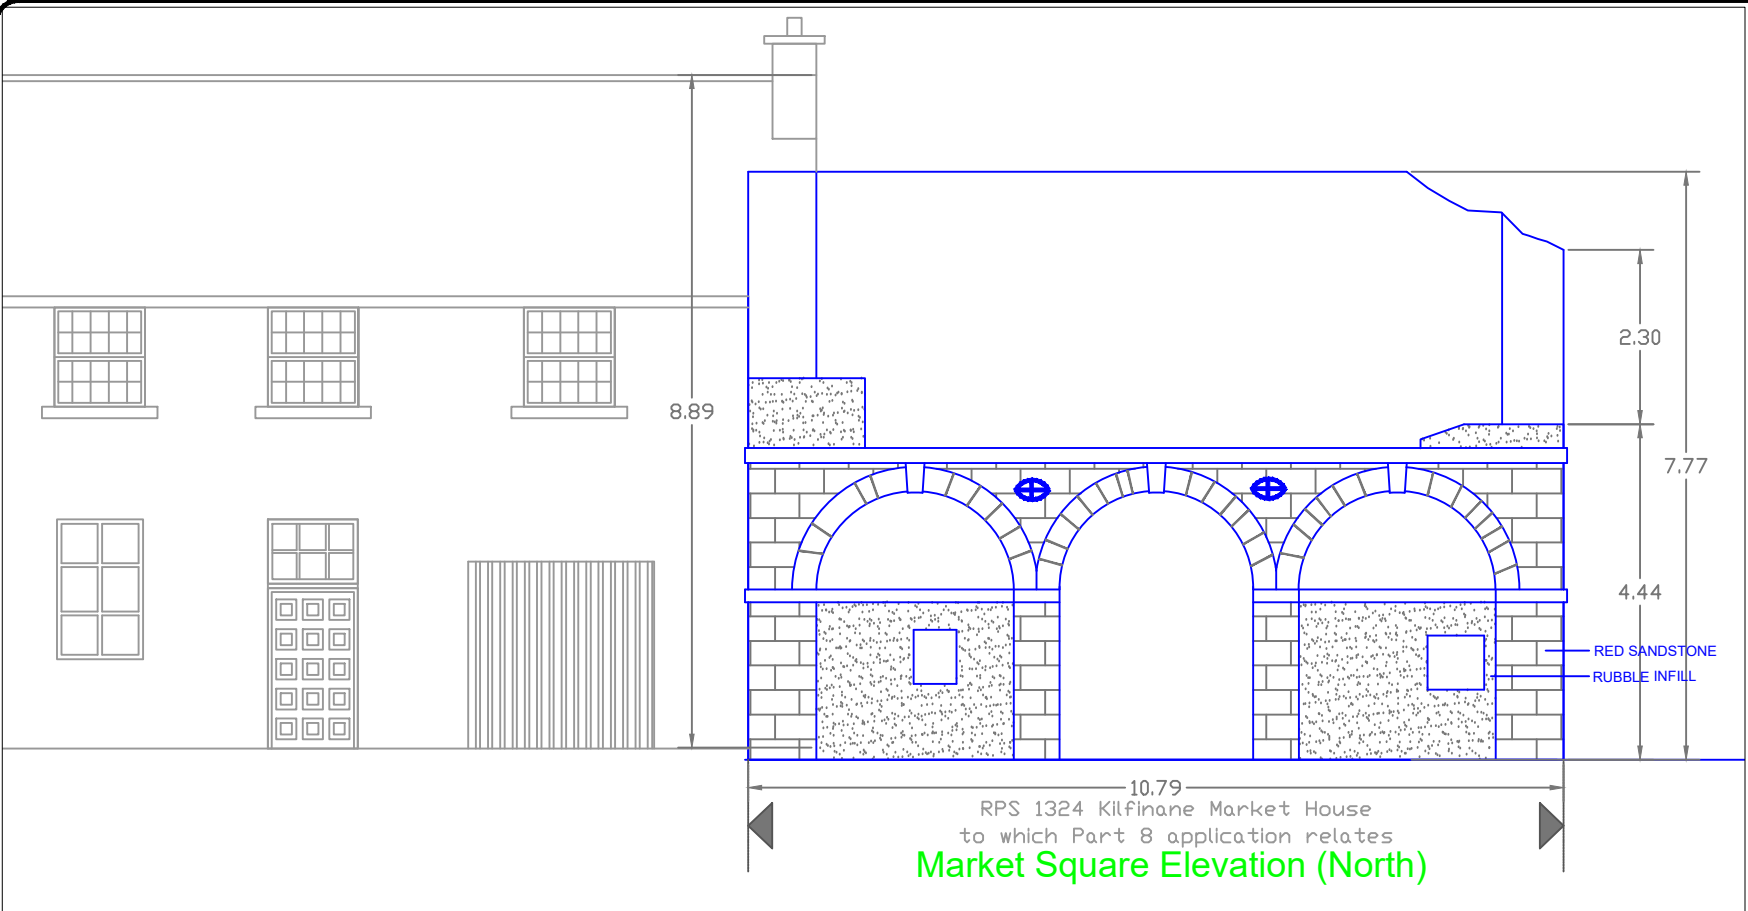 8.89
2.30
7.77
4.44
RED SANDSTONE
RUBBLE INFILL
10.79
RPS 1324 Kilfinane Market House
to which Part 8 application relates
Market Square Elevation (North)